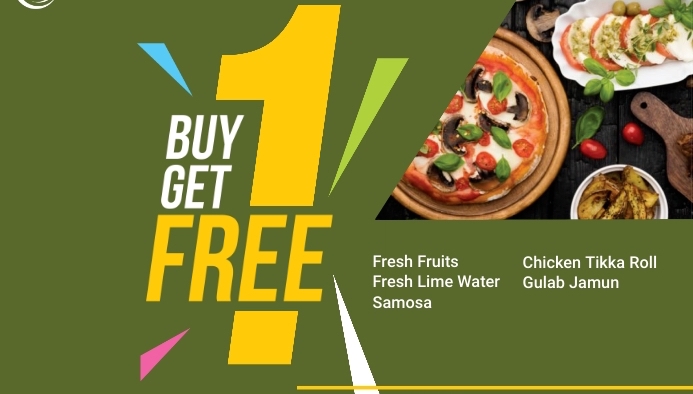 BUY 1
GET
FREE
Fresh Fruits
Fresh Lime Water
Samosa
Chicken Tikka Roll
Gulab Jamun